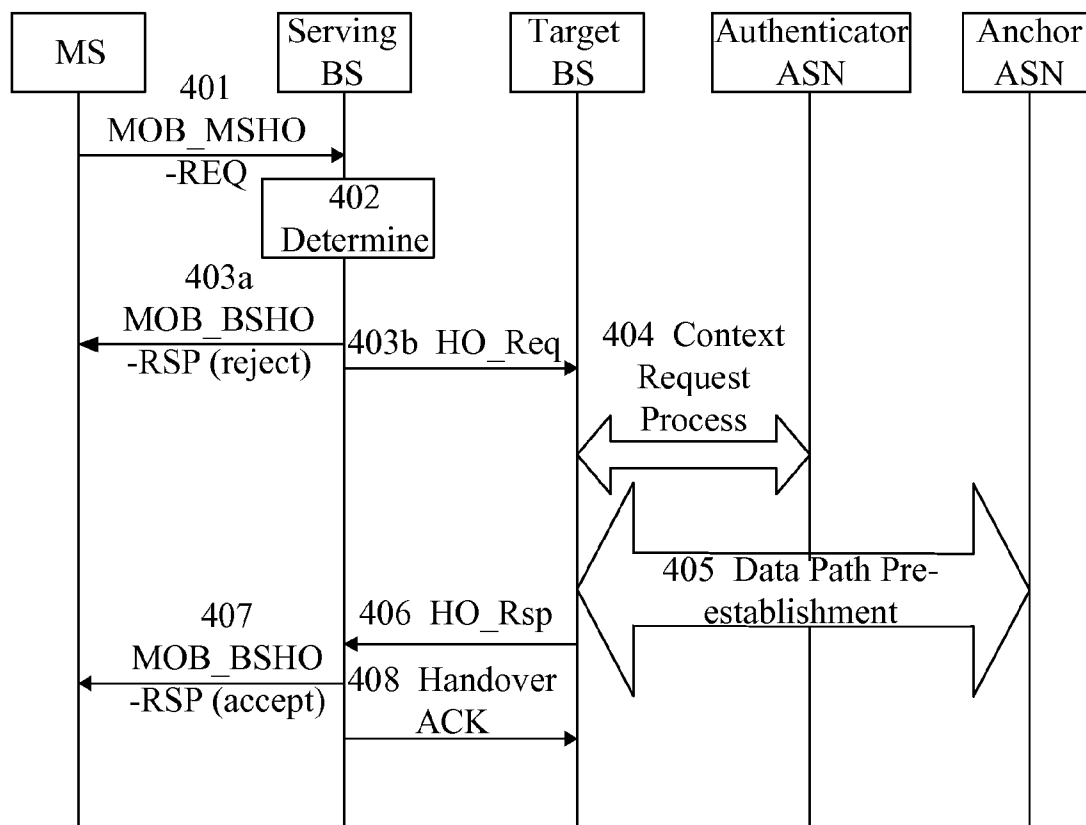 MS
Serving
BS
Target
BS
Authenticator
ASN
Anchor
ASN
401
MOB_MSHO
-REQ
402
Determine
403a
MOB_BSHO
-RSP (reject)
403b HO_Req
404 Context
Request
Process
405 Data Path Pre-
establishment
406 HO_Rsp
407
MOB_BSHO
-RSP (accept)
408 Handover
ACK